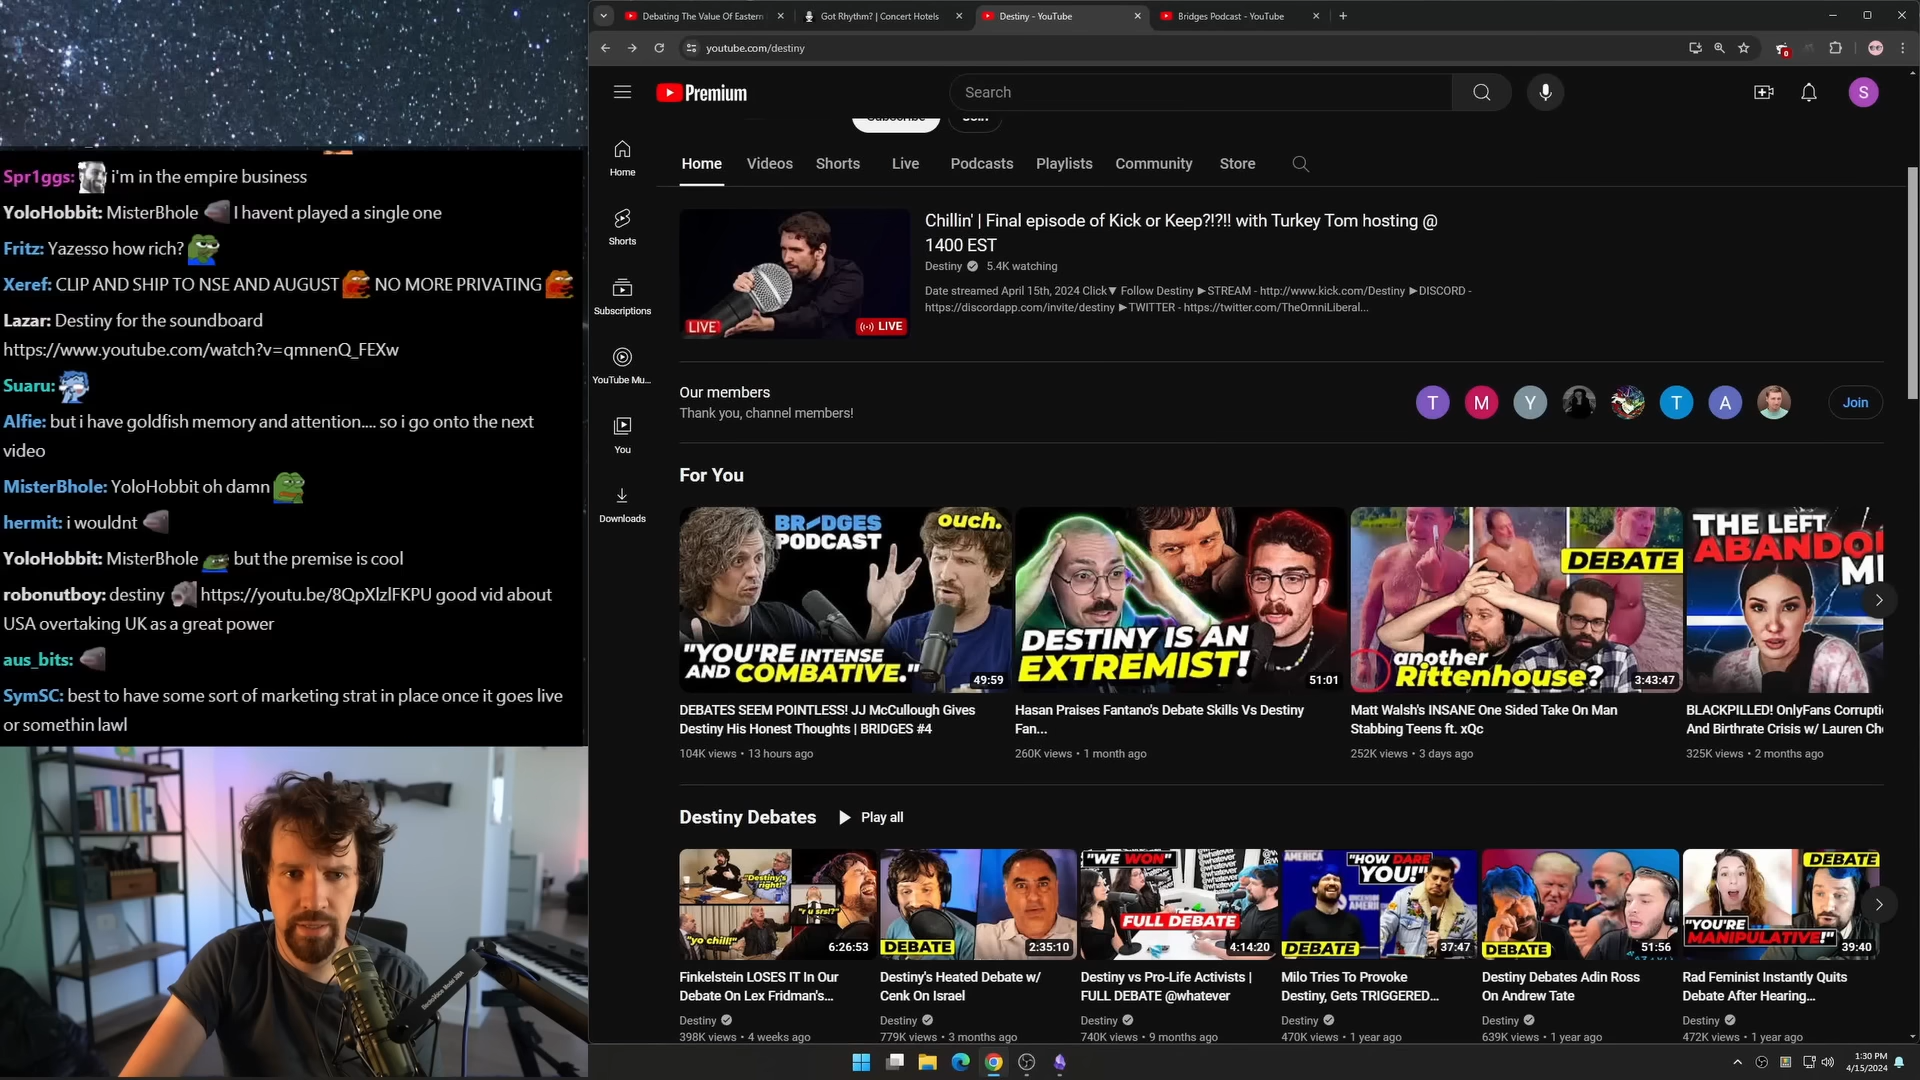 Debating The Value Of Eastern
Got Rhythm? | Concert Hotels
Destiny - YouTube
Bridges Podcast - YouTube
youtube.com/destiny
Premium
Search
S
Subscribe
Join
Home
Videos
Shorts
Live
Podcasts
Playlists
Community
Store
Home
Shorts
Subscriptions
YouTube Mu...
You
Downloads
Spr1ggs: i'm in the empire business
YoloHobbit: MisterBhole I havent played a single one
Fritz: Yazesso how rich?
Xeref: CLIP AND SHIP TO NSE AND AUGUST NO MORE PRIVATING
Lazar: Destiny for the soundboard
https://www.youtube.com/watch?v=qmnenQ_FEXw
Suaru:
Alfie: but i have goldfish memory and attention.... so i go onto the next
video
MisterBhole: YoloHobbit oh damn
hermit: i wouldnt
YoloHobbit: MisterBhole but the premise is cool
robonutboy: destiny https://youtu.be/8QpXlzlFKPU good vid about
USA overtaking UK as a great power
aus_bits:
SymSC: best to have some sort of marketing strat in place once it goes live
or somethin lawl
LIVE
LIVE
Chillin' | Final episode of Kick or Keep?!?!! with Turkey Tom hosting @
1400 EST
Destiny 5.4K watching
Date streamed April 15th, 2024 Click▼ Follow Destiny ►STREAM - http://www.kick.com/Destiny ►DISCORD -
https://discordapp.com/invite/destiny ►TWITTER - https://twitter.com/TheOmniLiberal...
Our members
Thank you, channel members!
T
M
Y
T
A
Join
For You
BRIDGES
PODCAST
ouch.
"YOU'RE INTENSE
AND COMBATIVE."
49:59
DESTINY IS AN
EXTREMIST!
51:01
DEBATE
another
Rittenhouse?
3:43:47
THE LEFT
ABANDO
M
DEBATES SEEM POINTLESS! JJ McCullough Gives
Destiny His Honest Thoughts | BRIDGES #4
104K views • 13 hours ago
Hasan Praises Fantano's Debate Skills Vs Destiny
Fan...
260K views • 1 month ago
Matt Walsh's INSANE One Sided Take On Man
Stabbing Teens ft. xQc
252K views • 3 days ago
BLACKPILLED! OnlyFans Corrupti
And Birthrate Crisis w/ Lauren Ch
325K views • 2 months ago
Destiny Debates
Play all
"Destiny's
right!"
"r u srs!?"
"yo chill!"
6:26:53
DEBATE
2:35:10
"WE WON"
@whatever
FULL DEBATE
4:14:20
AMERICA
"HOW DARE
YOU!"
DEBATE
37:47
DEBATE
51:56
DEBATE
"YOU'RE
MANIPULATIVE!"
39:40
Finkelstein LOSES IT In Our
Debate On Lex Fridman's...
Destiny
398K views • 4 weeks ago
Destiny's Heated Debate w/
Cenk On Israel
Destiny
779K views • 3 months ago
Destiny vs Pro-Life Activists |
FULL DEBATE @whatever
Destiny
740K views • 9 months ago
Milo Tries To Provoke
Destiny, Gets TRIGGERED...
Destiny
470K views • 1 year ago
Destiny Debates Adin Ross
On Andrew Tate
Destiny
639K views • 1 year ago
Rad Feminist Instantly Quits
Debate After Hearing...
Destiny
472K views • 1 year ago
1:30 PM
4/15/2024